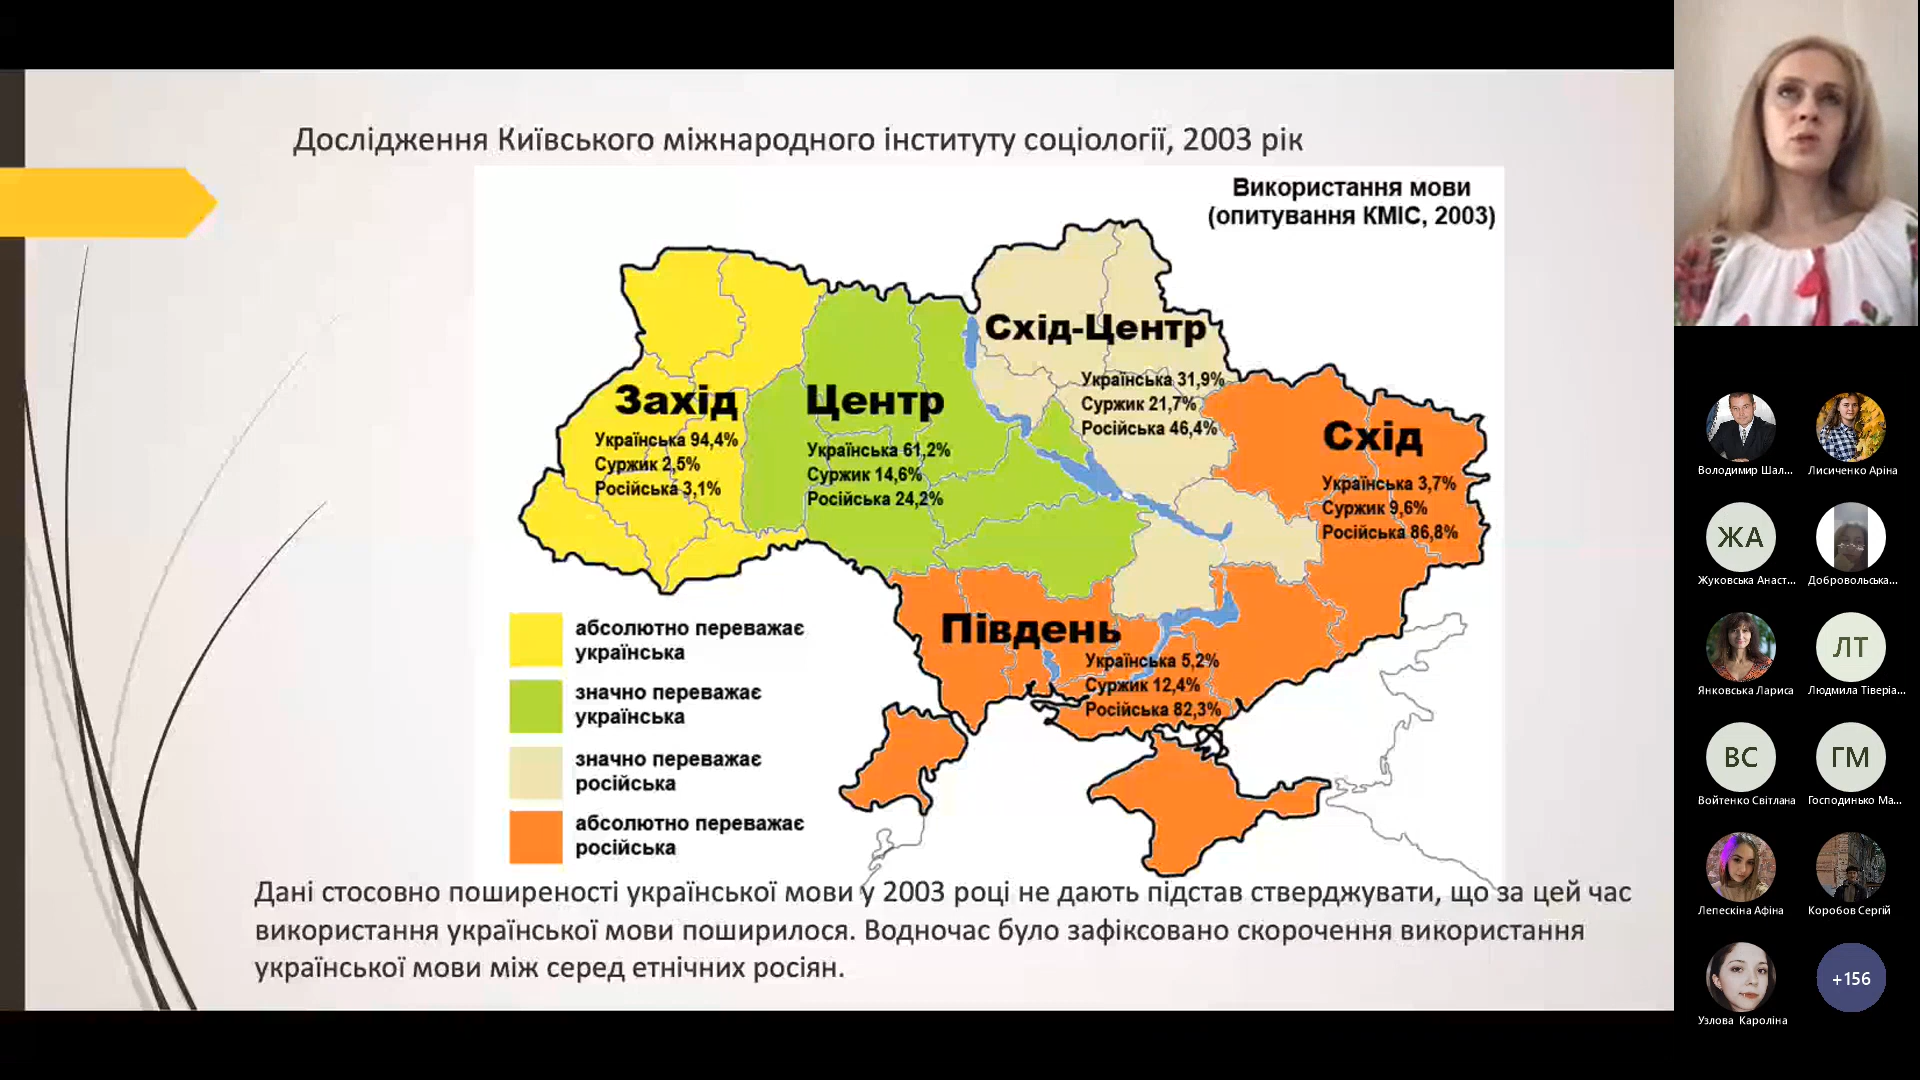 Дослідження Київського міжнародного інституту соціології, 2003 рік
Використання мови
(опитування КМІС, 2003)
Захід
Українська 94,4%
Суржик 2,5%
Російська 3,1%
Центр
Українська 61,2%
Суржик 14,6%
Російська 24,2%
Схід-Центр
Українська 31,9%
Суржик 21,7%
Російська 46,4%
Схід
Українська 3,7%
Суржик 9,6%
Російська 86,8%
Південь
Українська 5,2%
Суржик 12,4%
Російська 82,3%
абсолютно переважає
українська
значно переважає
українська
значно переважає
російська
абсолютно переважає
російська
Дані стосовно поширеності української мови у 2003 році не дають підстав стверджувати, що за цей час
використання української мови поширилося. Водночас було зафіксовано скорочення використання
української мови між серед етнічних росіян.
Володимир Шал...
Лисиченко Аріна
ЖА
Жуковська Анаст...
Добровольська...
Янковська Лариса
ЛТ
Людмила Тіверіа...
ВС
Войтенко Світлана
ГМ
Господинько Ма...
Лепескіна Афіна
Коробов Сергій
Узлова Кароліна
+156